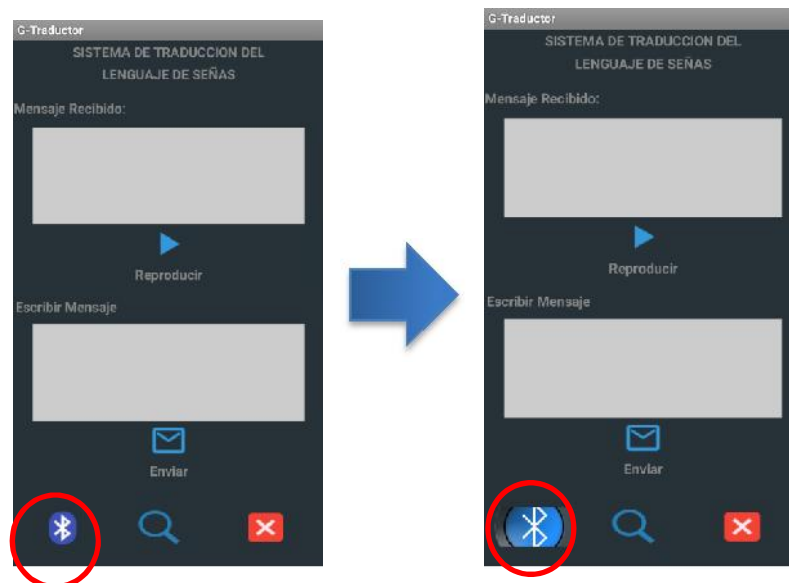 G-Traductor
SISTEMA DE TRADUCCION DEL
LENGUAJE DE SEÑAS
Mensaje Recibido:
Reproducir
Escribir Mensaje
Enviar
G-Traductor
SISTEMA DE TRADUCCION DEL
LENGUAJE DE SEÑAS
Mensaje Recibido:
Reproducir
Escribir Mensaje
Enviar